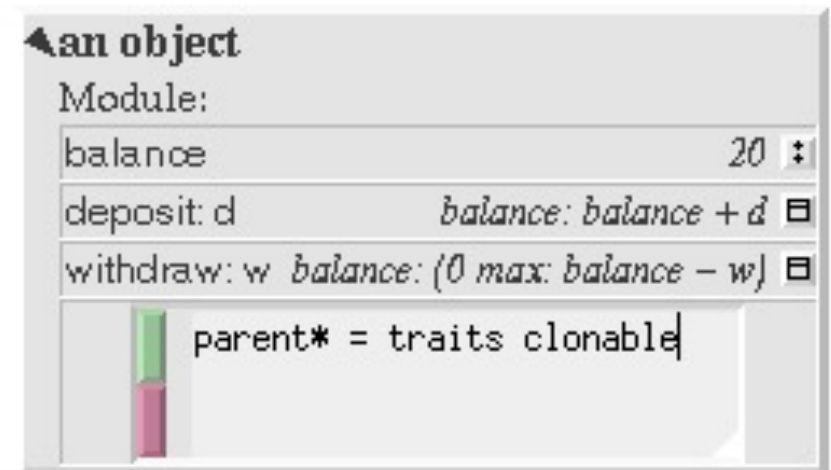 an object
Module:
balance 20
deposit: d balance: balance + d
withdraw: w balance: (0 max: balance – w)
parent* = traits clonable